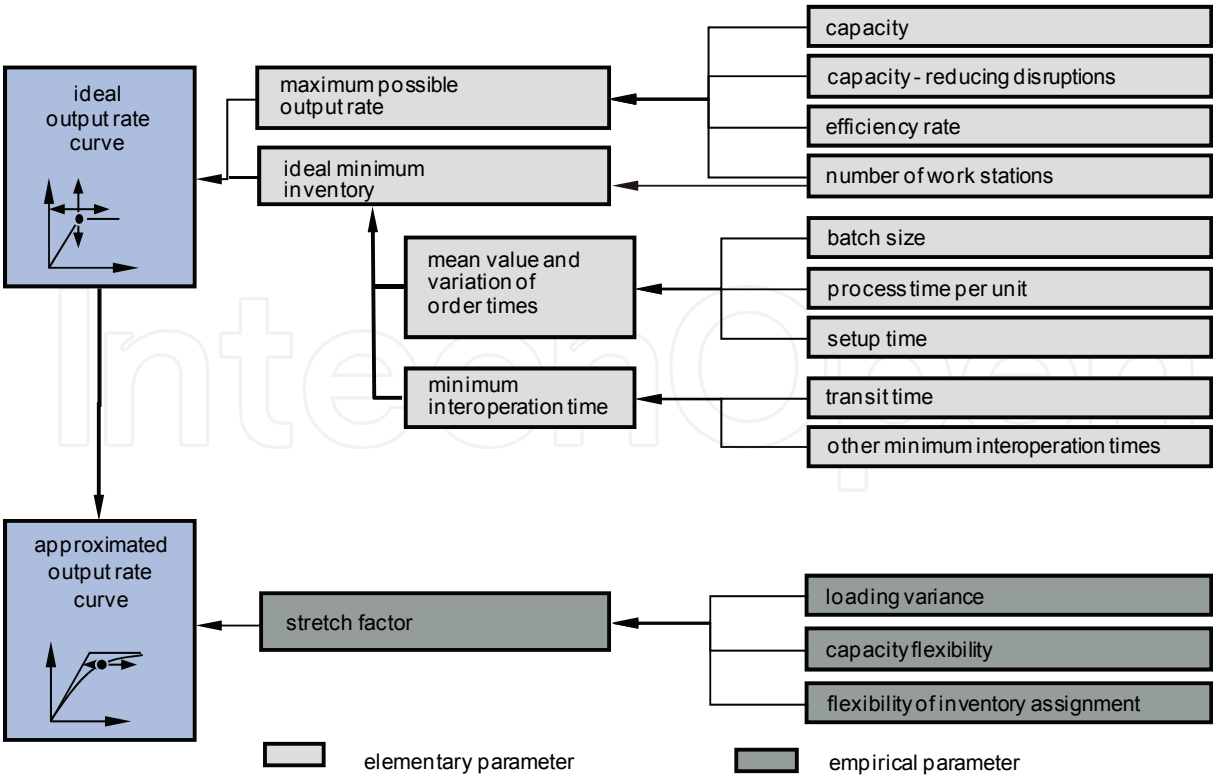 ideal
output rate
curve
maximum possible
output rate
ideal minimum
inventory
mean value and
variation of
order times
minimum
interoperation time
capacity
capacity - reducing disruptions
efficiency rate
number of work stations
batch size
process time per unit
setup time
transit time
other minimum interoperation times
approximated
output rate
curve
stretch factor
loading variance
capacity flexibility
flexibility of inventory assignment
elementary parameter
empirical parameter
IntechOpen